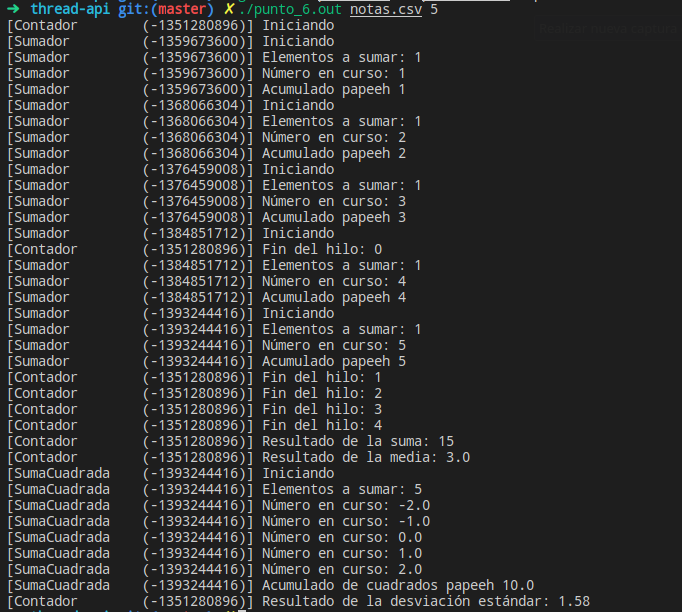 ➜ thread-api git:(master) ✗ ./punto_6.out notas.csv 5
[Contador (-1351280896)] Iniciando
[Sumador (-1359673600)] Iniciando
[Sumador (-1359673600)] Elementos a sumar: 1
[Sumador (-1359673600)] Número en curso: 1
[Sumador (-1359673600)] Acumulado papeeh 1
[Sumador (-1368066304)] Iniciando
[Sumador (-1368066304)] Elementos a sumar: 1
[Sumador (-1368066304)] Número en curso: 2
[Sumador (-1368066304)] Acumulado papeeh 2
[Sumador (-1376459008)] Iniciando
[Sumador (-1376459008)] Elementos a sumar: 1
[Sumador (-1376459008)] Número en curso: 3
[Sumador (-1376459008)] Acumulado papeeh 3
[Sumador (-1384851712)] Iniciando
[Contador (-1351280896)] Fin del hilo: 0
[Sumador (-1384851712)] Elementos a sumar: 1
[Sumador (-1384851712)] Número en curso: 4
[Sumador (-1384851712)] Acumulado papeeh 4
[Sumador (-1393244416)] Iniciando
[Sumador (-1393244416)] Elementos a sumar: 1
[Sumador (-1393244416)] Número en curso: 5
[Sumador (-1393244416)] Acumulado papeeh 5
[Contador (-1351280896)] Fin del hilo: 1
[Contador (-1351280896)] Fin del hilo: 2
[Contador (-1351280896)] Fin del hilo: 3
[Contador (-1351280896)] Fin del hilo: 4
[Contador (-1351280896)] Resultado de la suma: 15
[Contador (-1351280896)] Resultado de la media: 3.0
[SumaCuadrada (-1393244416)] Iniciando
[SumaCuadrada (-1393244416)] Elementos a sumar: 5
[SumaCuadrada (-1393244416)] Número en curso: -2.0
[SumaCuadrada (-1393244416)] Número en curso: -1.0
[SumaCuadrada (-1393244416)] Número en curso: 0.0
[SumaCuadrada (-1393244416)] Número en curso: 1.0
[SumaCuadrada (-1393244416)] Número en curso: 2.0
[SumaCuadrada (-1393244416)] Acumulado de cuadrados papeeh 10.0
[Contador (-1351280896)] Resultado de la desviación estándar: 1.58